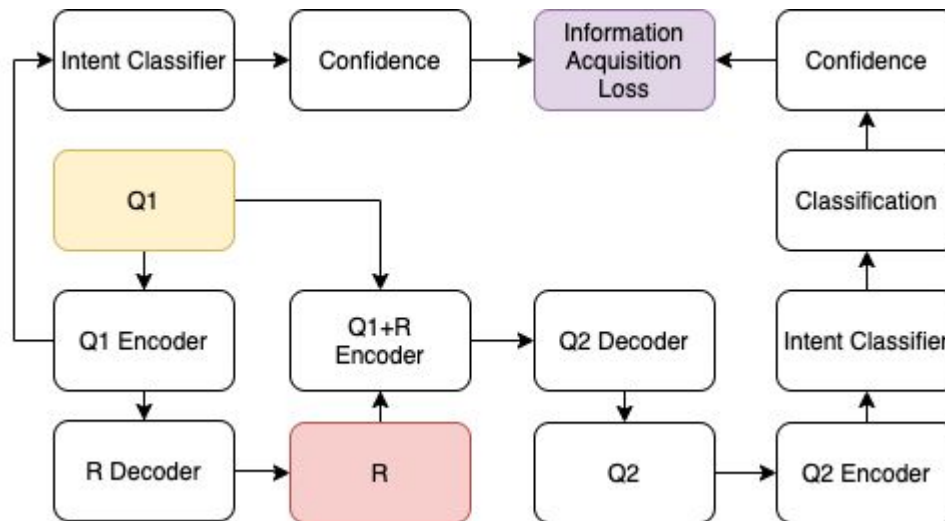 Intent Classifier
Confidence
Information
Acquisition
Loss
Confidence
Q1
Classification
Q1 Encoder
Q1+R
Encoder
Q2 Decoder
Intent Classifier
R Decoder
R
Q2
Q2 Encoder